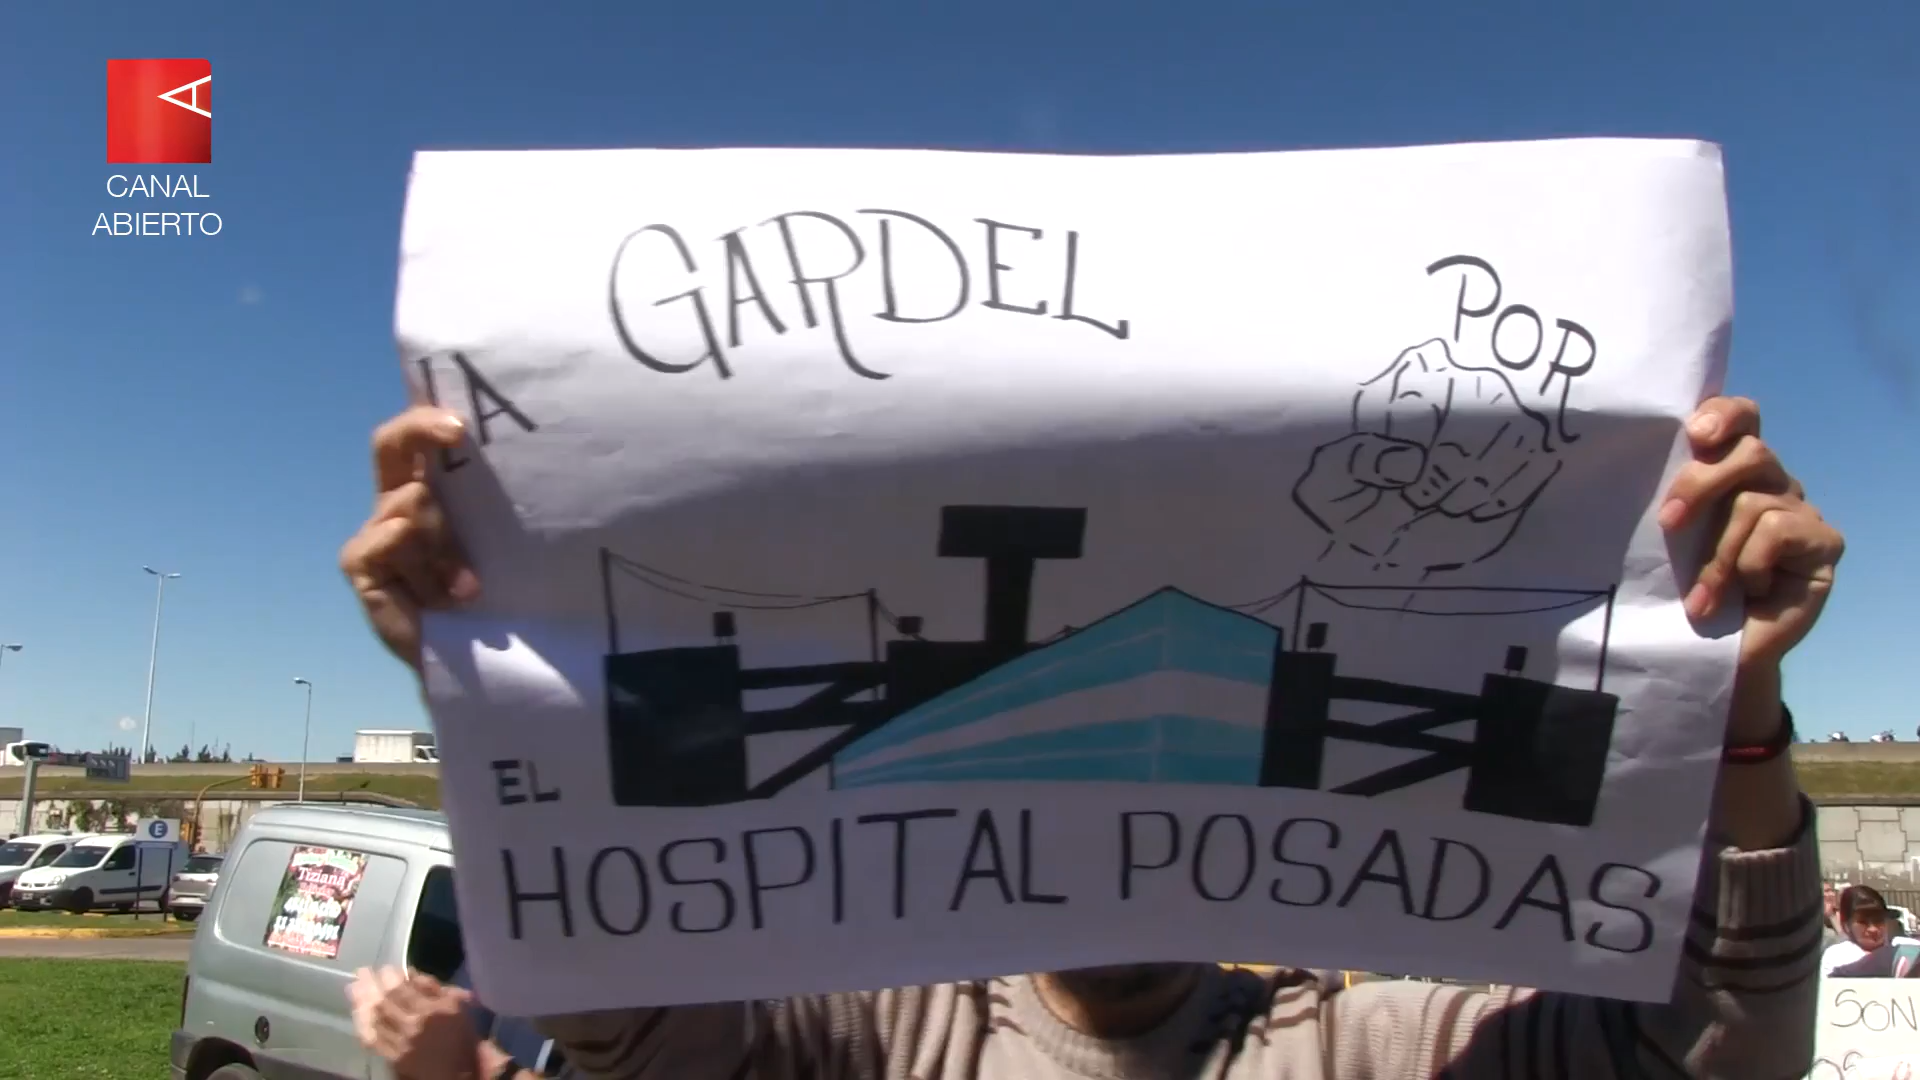 CANAL
ABIERTO
LA GARDEL POR
EL
HOSPITAL POSADAS
E
Tiziana
SON